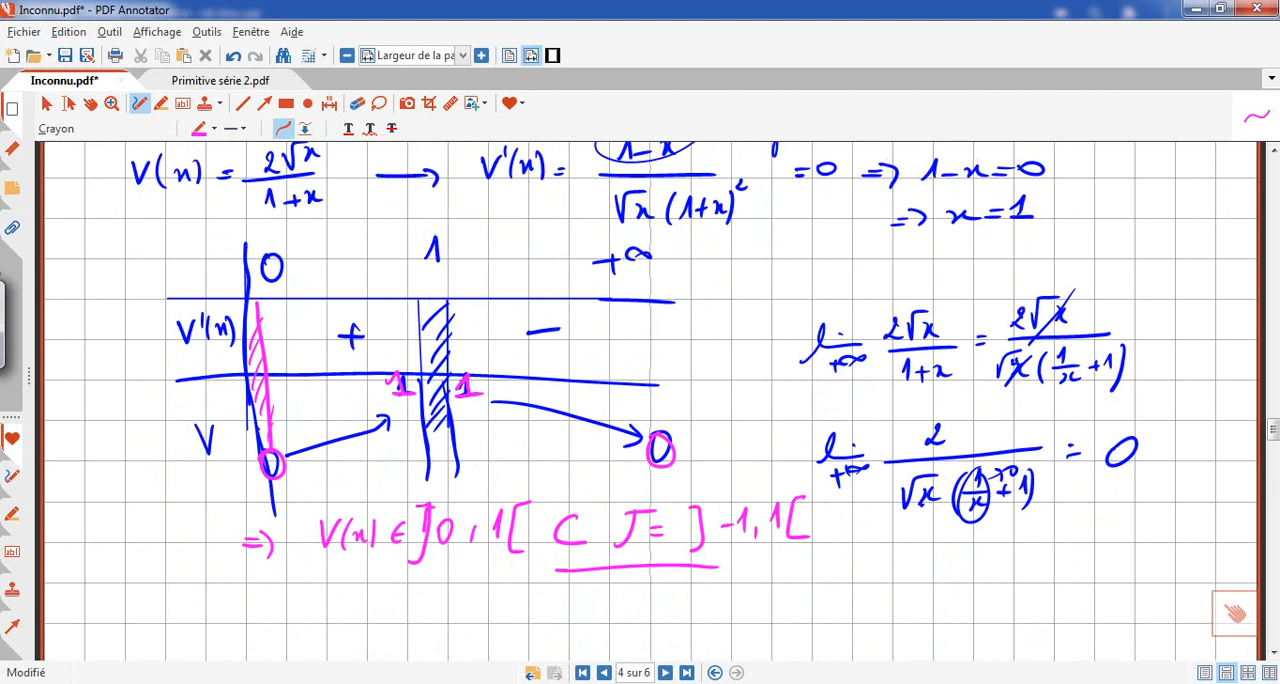 Inconnu.pdf* - PDF Annotator
Fichier Edition Outil Affichage Outils Fenêtre Aide
Largeur de la pa
Inconnu.pdf* Primitive série 2.pdf
Crayon
V(x) = 2√x / (1+x) → V'(x) = (1-x) / (√x (1+x)²) = 0 => 1-x=0
=> x=1
0 1 +∞
V'(x) + -
lim +∞ 2√x / (1+x) = 2√x / (√x (1/x +1))
1 1
V 0 0
lim +∞ 2 / (√x (1/x →0 +1)) = 0
=> V(x) ∈ ]0, 1[ ⊂ J = ]-1, 1[
4 sur 6
Modifié